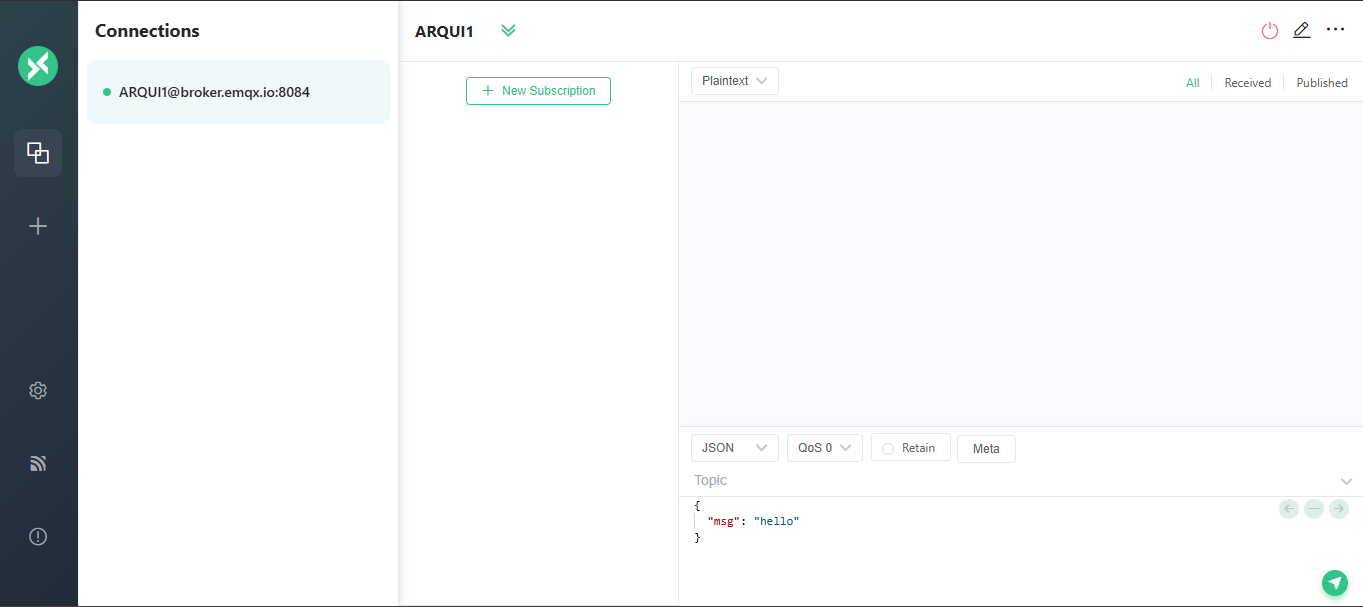 Connections
ARQUI1@broker.emqx.io:8084
ARQUI1
New Subscription
Plaintext
All
Received
Published
JSON
QoS 0
Retain
Meta
Topic
{
"msg": "hello"
}